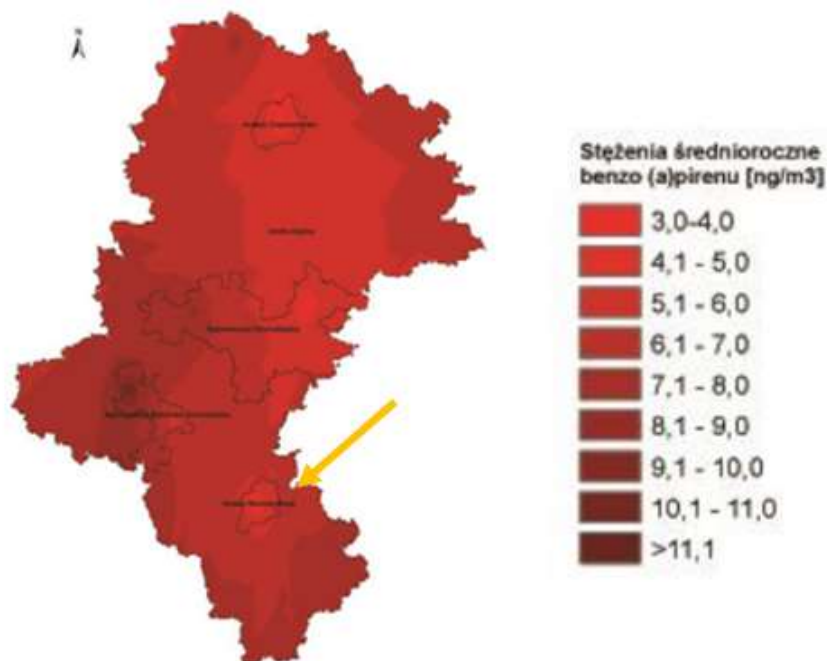 N
Stężenia średnioroczne
benzo (a)pirenu [ng/m3]
3,0-4,0
4,1 - 5,0
5,1 - 6,0
6,1 - 7,0
7,1 - 8,0
8,1 - 9,0
9,1 - 10,0
10,1 - 11,0
>11,1